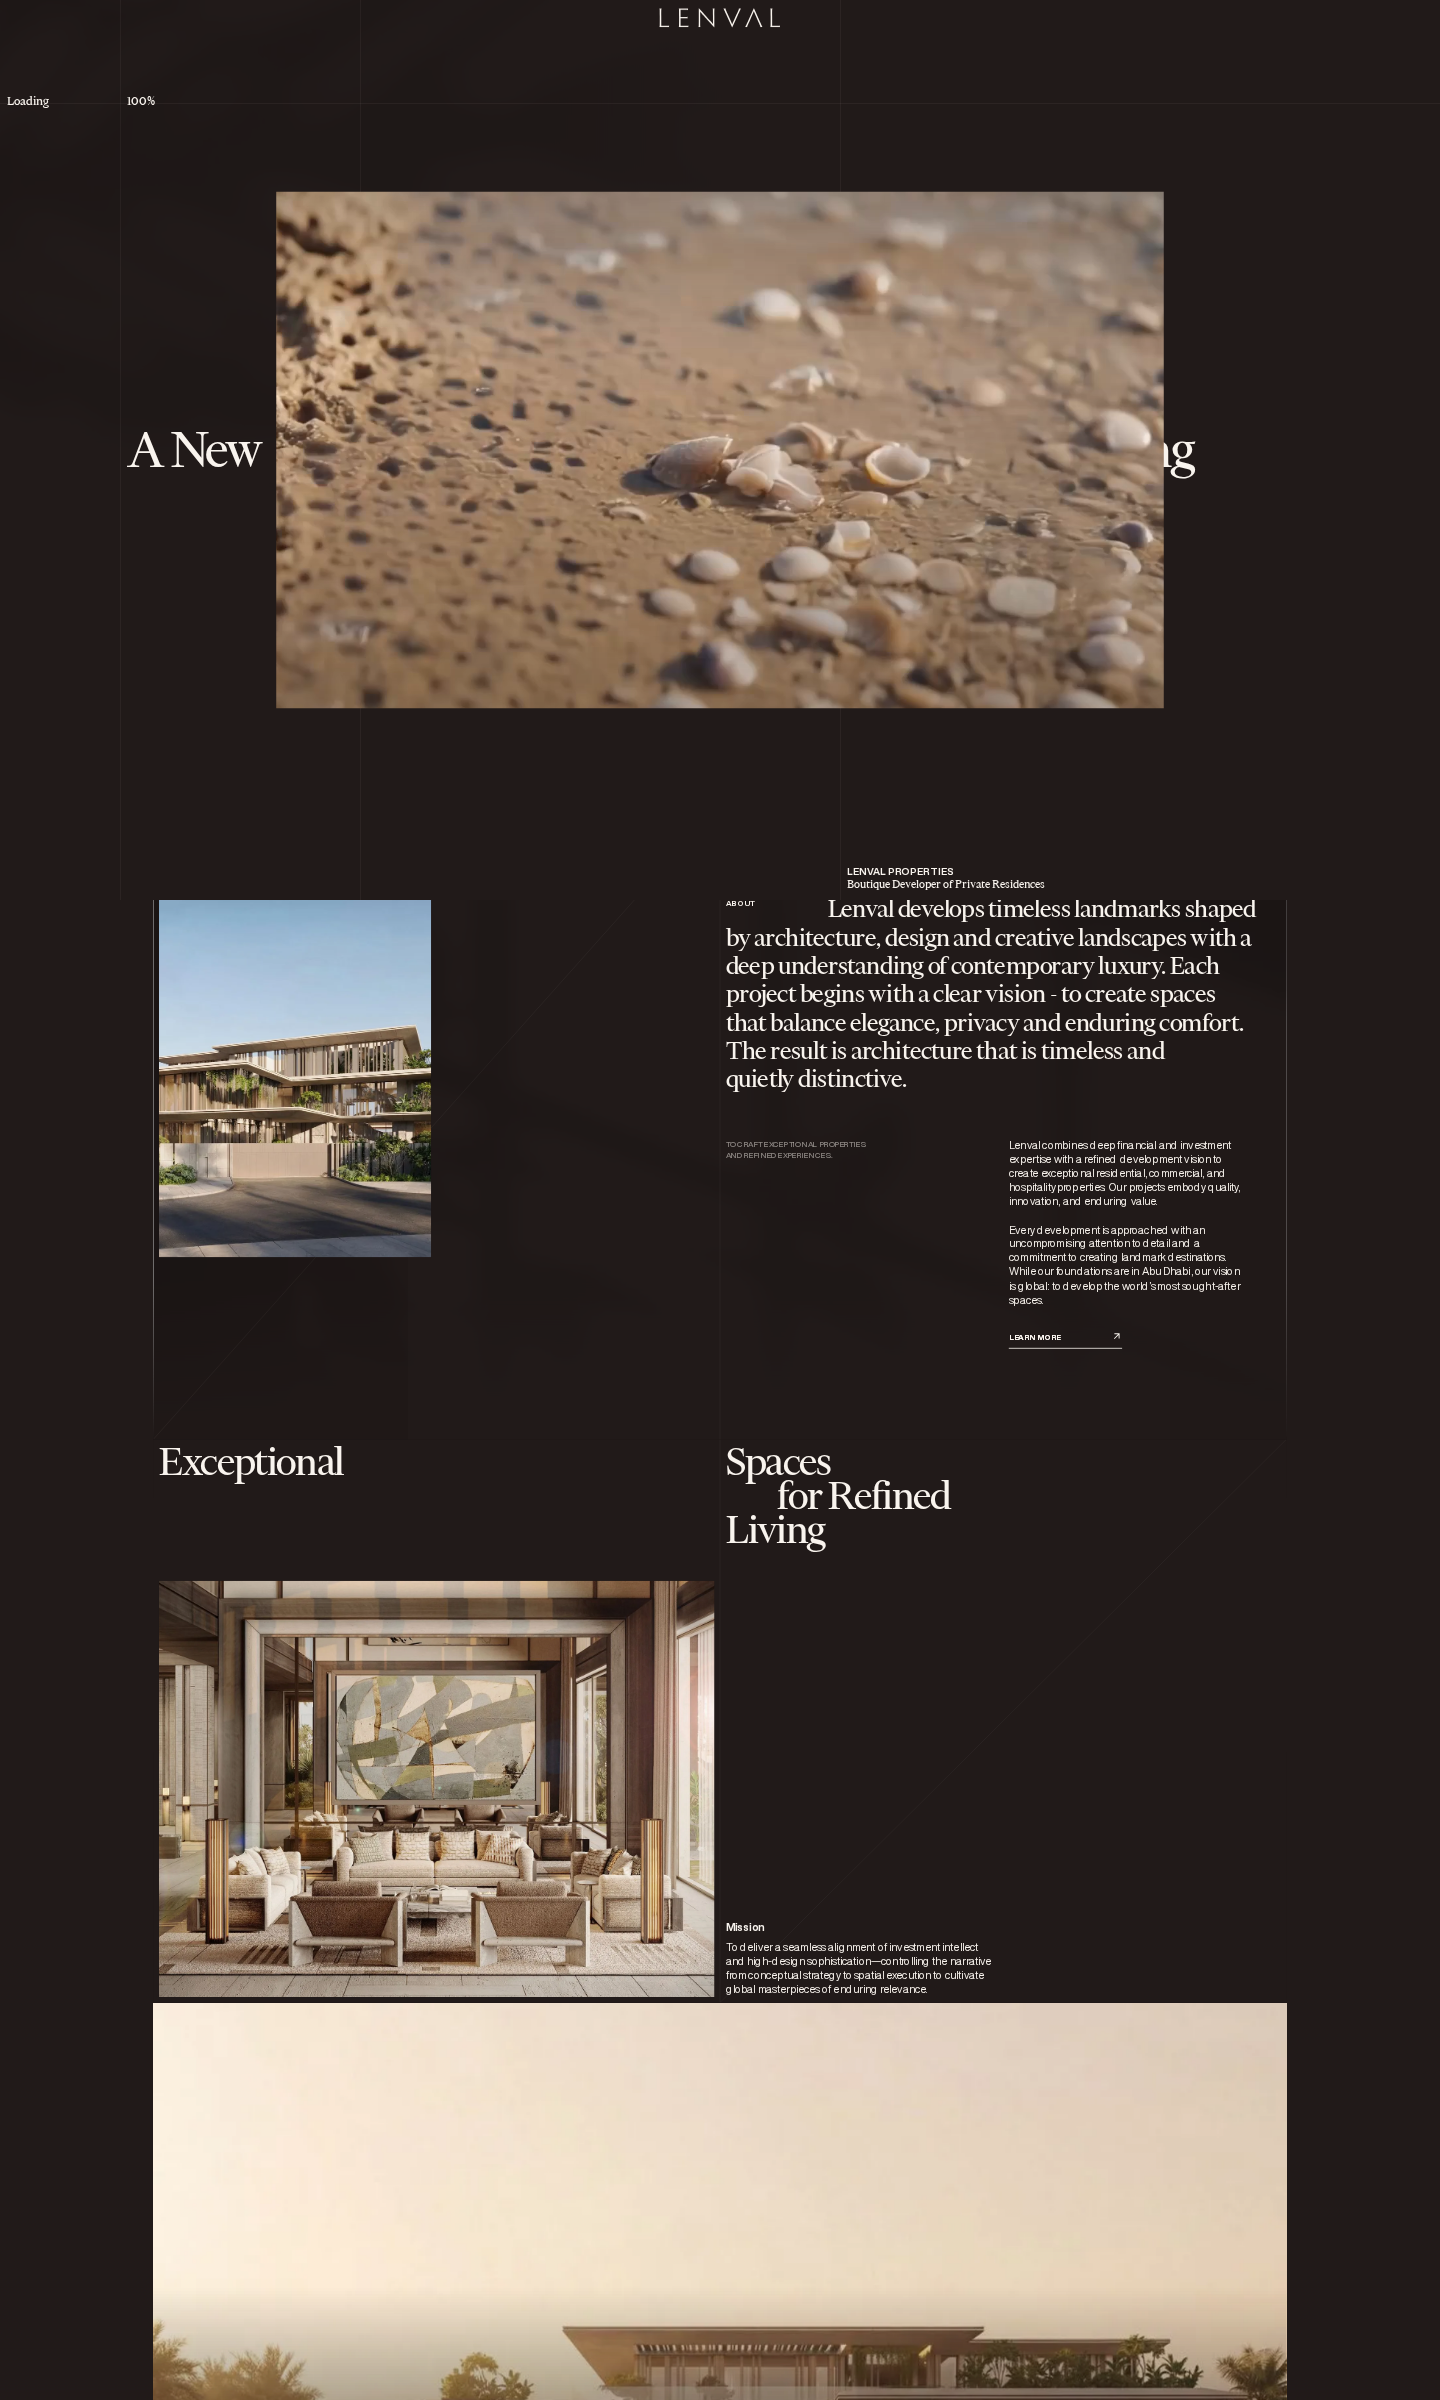 LENVAL
Loading
100%
A New
ng
LENVAL PROPERTIES
Boutique Developer of Private Residences
ABOUT
Lenval develops timeless landmarks shaped
by architecture, design and creative landscapes with a
deep understanding of contemporary luxury. Each
project begins with a clear vision - to create spaces
that balance elegance, privacy and enduring comfort.
The result is architecture that is timeless and
quietly distinctive.
TO CRAFT EXCEPTIONAL PROPERTIES
AND REFINED EXPERIENCES.
Lenval combines deep financial and investment
expertise with a refined development vision to
create exceptional residential, commercial, and
hospitality properties. Our projects embody quality,
innovation, and enduring value.
Every development is approached with an
uncompromising attention to detail and a
commitment to creating landmark destinations.
While our foundations are in Abu Dhabi, our vision
is global: to develop the world's most sought-after
spaces.
LEARN MORE
Exceptional
Spaces
for Refined
Living
Mission
To deliver a seamless alignment of investment intellect
and high-design sophistication—controlling the narrative
from conceptual strategy to spatial execution to cultivate
global masterpieces of enduring relevance.